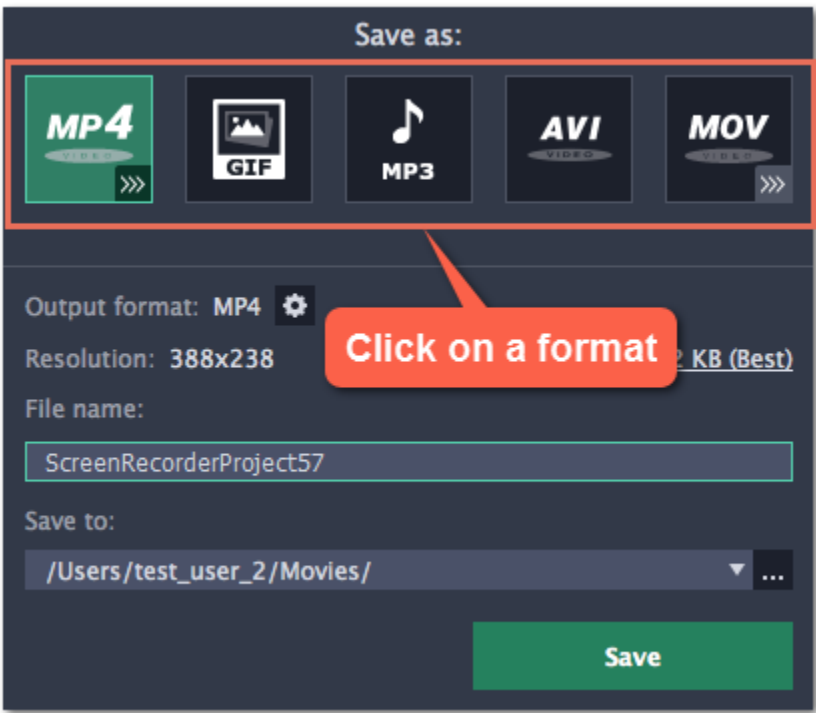 Save as:
MP4
VIDEO
GIF
MP3
AVI
VIDEO
MOV
VIDEO
Output format: MP4
Click on a format
Resolution: 388x238
KB (Best)
File name:
ScreenRecorderProject57
Save to:
/Users/test_user_2/Movies/
...
Save